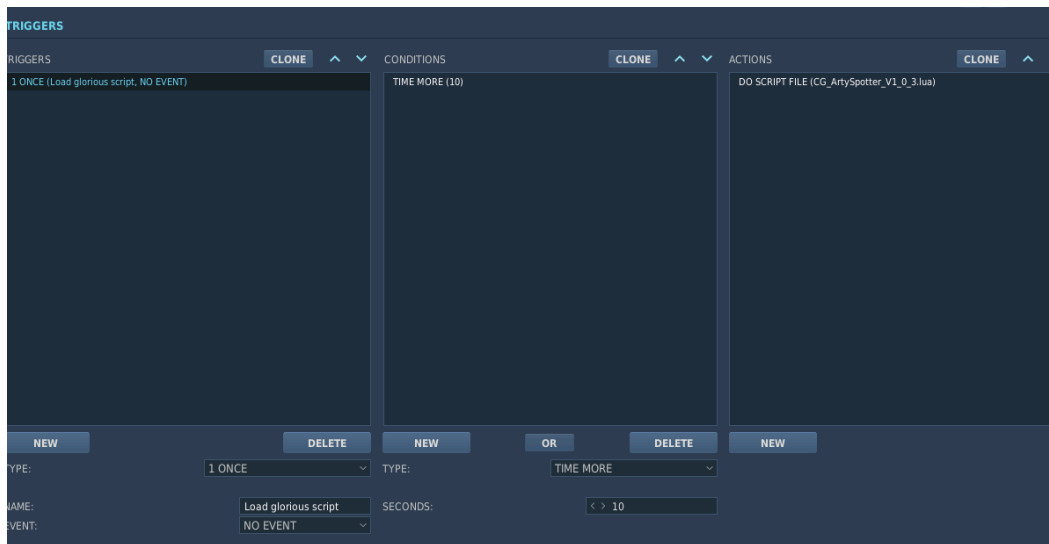 TRIGGERS
RIGGERS CLONE CONDITIONS CLONE ACTIONS CLONE
1 ONCE (Load glorious script, NO EVENT) TIME MORE (10) DO SCRIPT FILE (CG_ArtySpotter_V1_0_3.lua)
NEW DELETE NEW OR DELETE NEW
TYPE: 1 ONCE TYPE: TIME MORE
NAME: Load glorious script SECONDS: < > 10
EVENT: NO EVENT